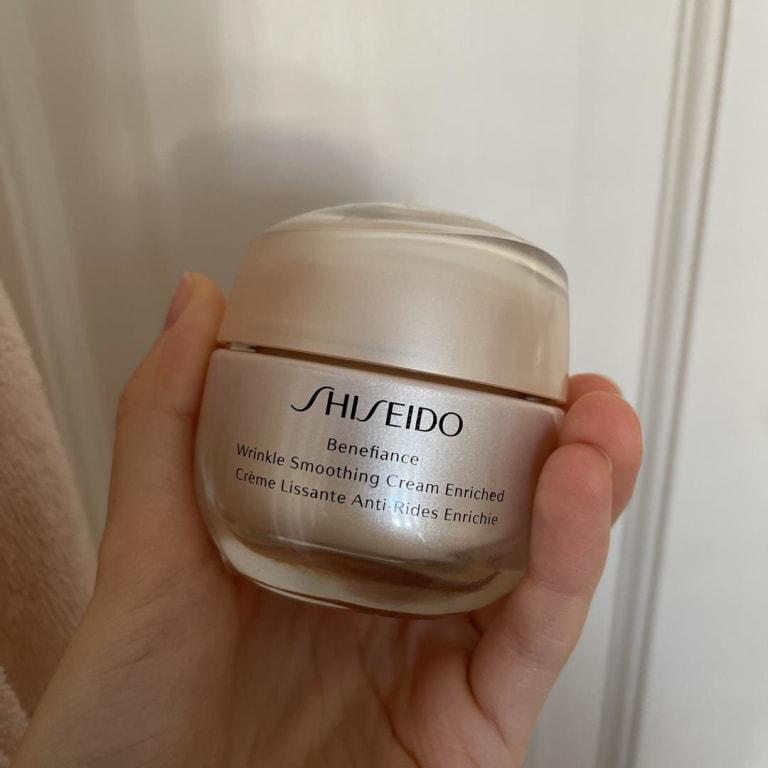 SHISEIDO
Benefiance
Wrinkle Smoothing Cream Enriched
Crème Lissante Anti-Rides Enrichie